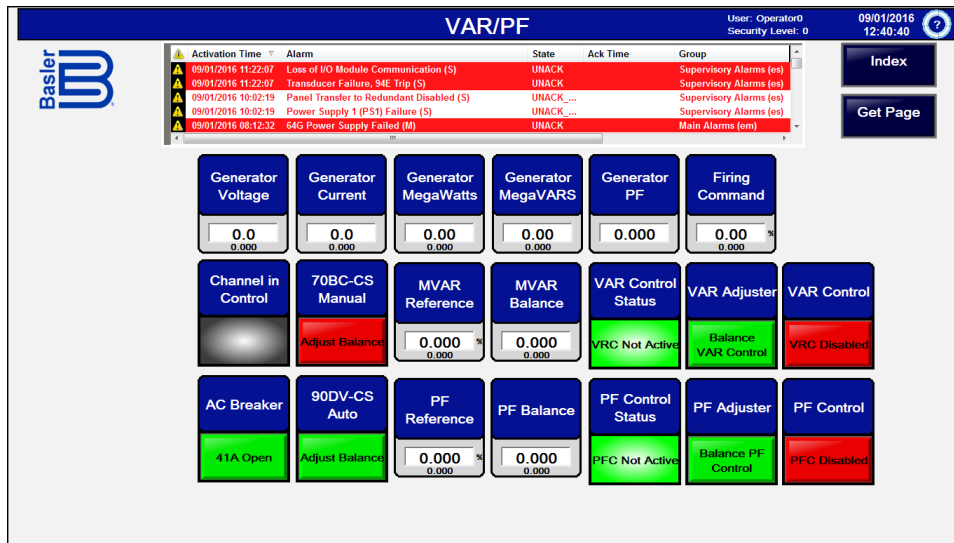 VAR/PF
User: Operator0
Security Level: 0
09/01/2016
12:40:40
?
Basler
Activation Time Alarm State Ack Time Group
09/01/2016 11:22:07 Loss of I/O Module Communication (S) UNACK Supervisory Alarms (es)
09/01/2016 11:22:07 Transducer Failure, 94E Trip (S) UNACK Supervisory Alarms (es)
09/01/2016 10:02:19 Panel Transfer to Redundant Disabled (S) UNACK_... Supervisory Alarms (es)
09/01/2016 10:02:19 Power Supply 1 (PS1) Failure (S) UNACK_... Supervisory Alarms (es)
09/01/2016 08:12:32 64G Power Supply Failed (M) UNACK Main Alarms (em)
Index
Get Page
Generator Voltage
0.0
0.000
Generator Current
0.0
0.000
Generator MegaWatts
0.00
0.000
Generator MegaVARS
0.00
0.000
Generator PF
0.000
Firing Command
0.00 %
0.000
Channel in Control
70BC-CS Manual
Adjust Balance
MVAR Reference
0.000 %
0.000
MVAR Balance
0.000
0.000
VAR Control Status
VRC Not Active
VAR Adjuster
Balance VAR Control
VAR Control
VRC Disabled
AC Breaker
41A Open
90DV-CS Auto
Adjust Balance
PF Reference
0.000 %
0.000
PF Balance
0.000
0.000
PF Control Status
PFC Not Active
PF Adjuster
Balance PF Control
PF Control
PFC Disabled